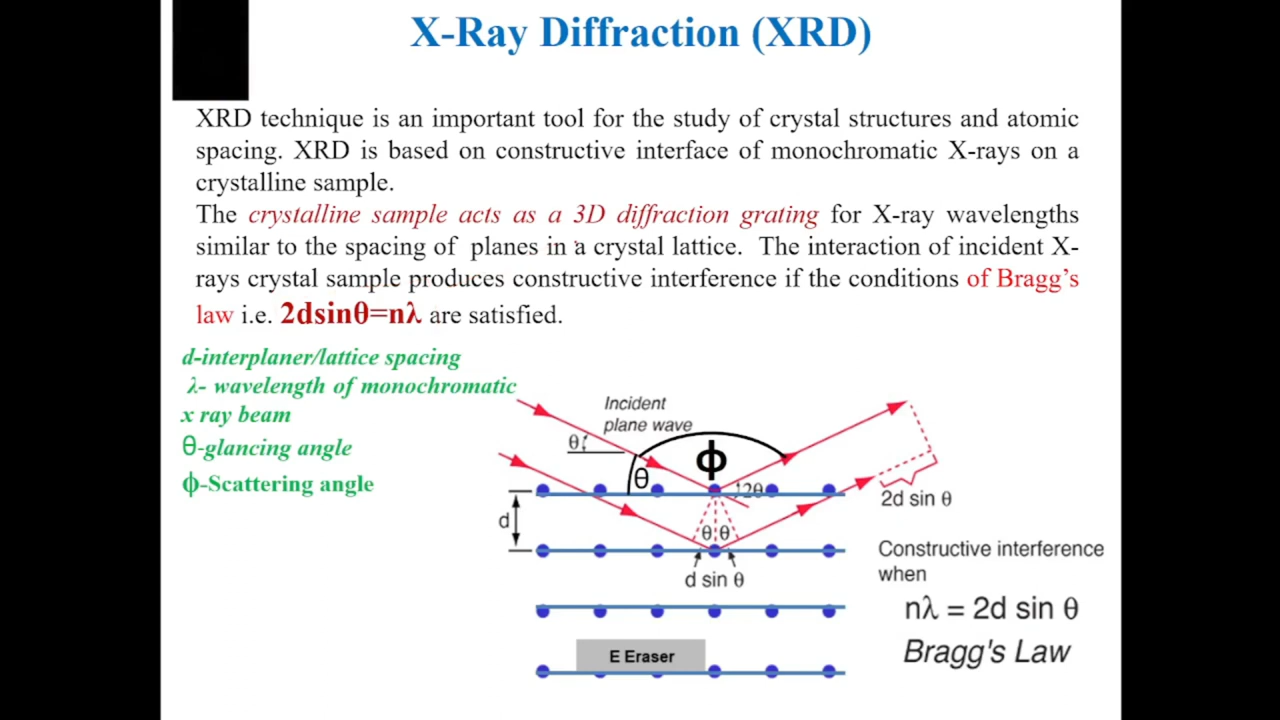 X-Ray Diffraction (XRD)
XRD technique is an important tool for the study of crystal structures and atomic
spacing. XRD is based on constructive interface of monochromatic X-rays on a
crystalline sample.
The crystalline sample acts as a 3D diffraction grating for X-ray wavelengths
similar to the spacing of planes in a crystal lattice. The interaction of incident X-
rays crystal sample produces constructive interference if the conditions of Bragg's
law i.e. 2dsinθ=nλ are satisfied.
d-interplaner/lattice spacing
λ- wavelength of monochromatic
x ray beam
θ-glancing angle
ϕ-Scattering angle
Incident
plane wave
θ
ϕ
θ
2θ
2d sin θ
d
θ θ
d sin θ
Constructive interference
when
nλ = 2d sin θ
Bragg's Law
E Eraser